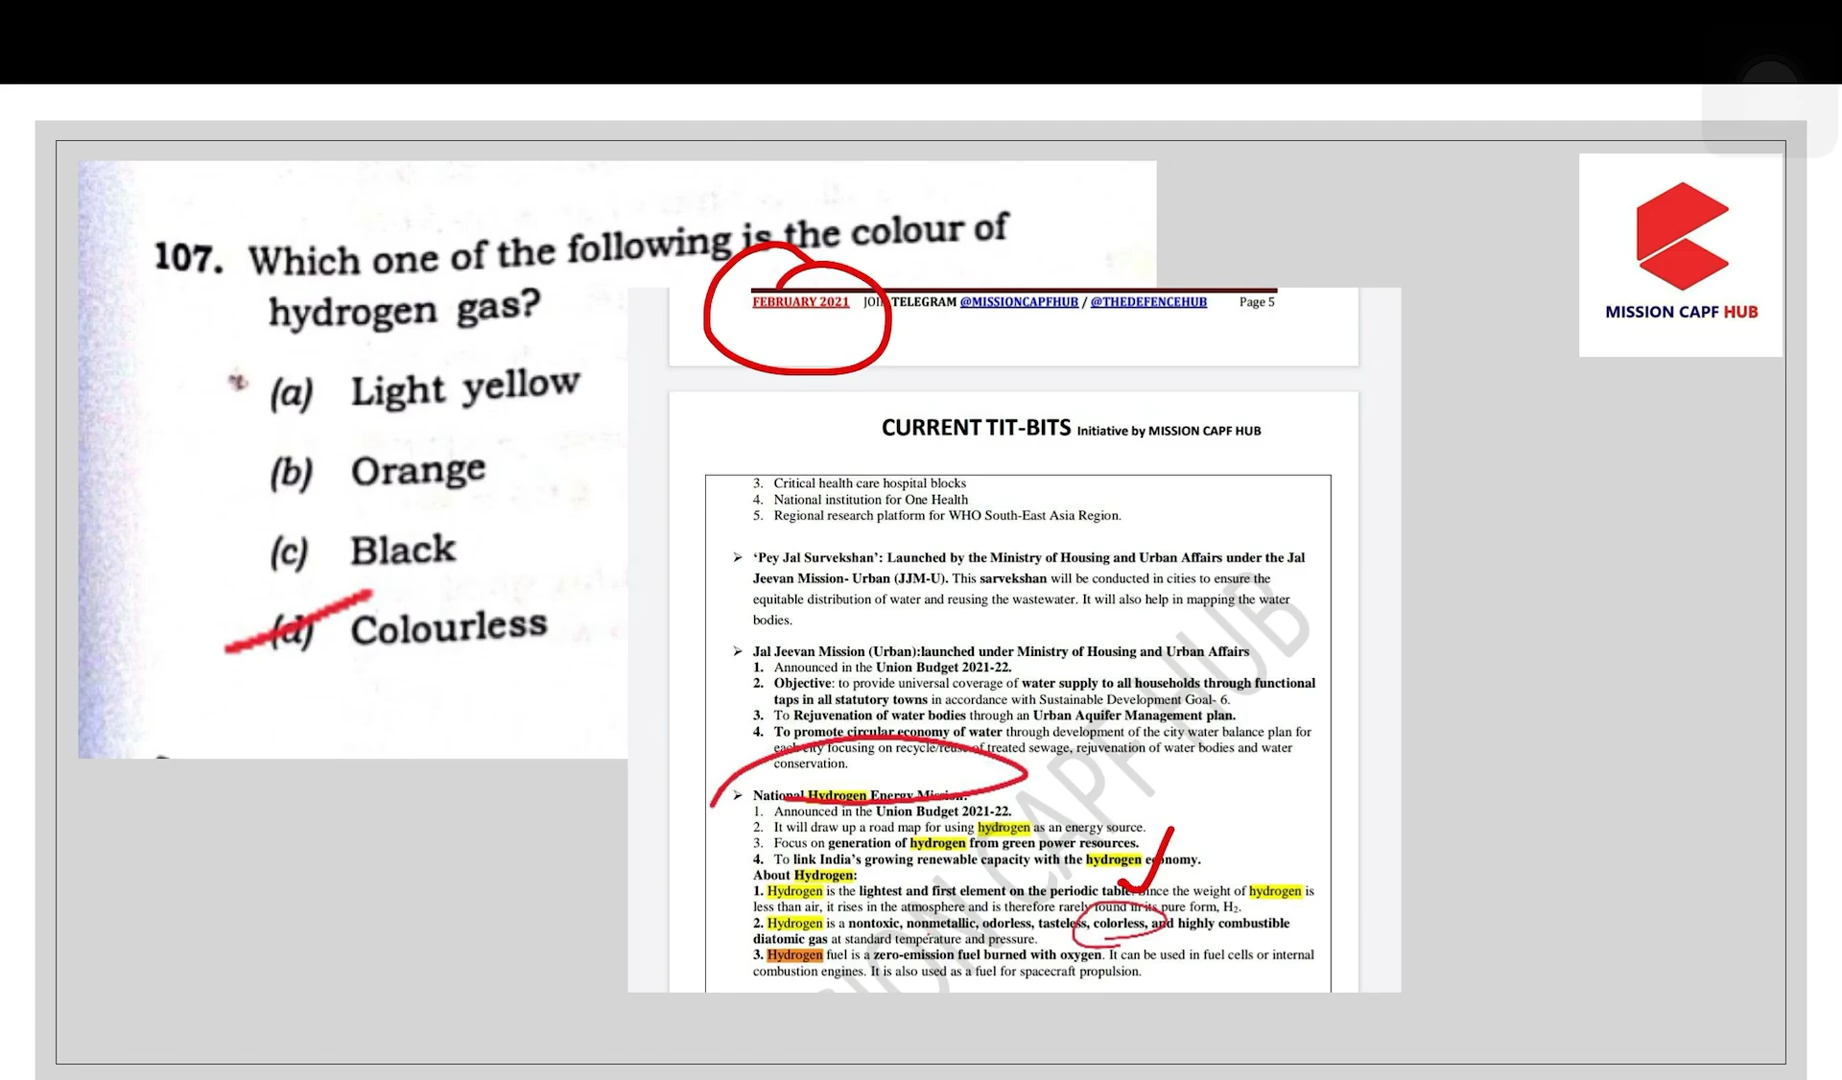 107. Which one of the following is the colour of
hydrogen gas?
(a) Light yellow
(b) Orange
(c) Black
(d) Colourless
FEBRUARY 2021 JOIN TELEGRAM @MISSIONCAPFHUB / @THEDEFENCEHUB Page 5
CURRENT TIT-BITS Initiative by MISSION CAPF HUB
3. Critical health care hospital blocks
4. National institution for One Health
5. Regional research platform for WHO South-East Asia Region.
➢ ‘Pey Jal Survekshan’: Launched by the Ministry of Housing and Urban Affairs under the Jal
Jeevan Mission- Urban (JJM-U). This sarvekshan will be conducted in cities to ensure the
equitable distribution of water and reusing the wastewater. It will also help in mapping the water
bodies.
➢ Jal Jeevan Mission (Urban):launched under Ministry of Housing and Urban Affairs
1. Announced in the Union Budget 2021-22.
2. Objective: to provide universal coverage of water supply to all households through functional
taps in all statutory towns in accordance with Sustainable Development Goal- 6.
3. To Rejuvenation of water bodies through an Urban Aquifer Management plan.
4. To promote circular economy of water through development of the city water balance plan for
each city focusing on recycle/reuse of treated sewage, rejuvenation of water bodies and water
conservation.
➢ National Hydrogen Energy Mission:
1. Announced in the Union Budget 2021-22.
2. It will draw up a road map for using hydrogen as an energy source.
3. Focus on generation of hydrogen from green power resources.
4. To link India’s growing renewable capacity with the hydrogen economy.
About Hydrogen:
1. Hydrogen is the lightest and first element on the periodic table. Since the weight of hydrogen is
less than air, it rises in the atmosphere and is therefore rarely found in its pure form, H₂.
2. Hydrogen is a nontoxic, nonmetallic, odorless, tasteless, colorless, and highly combustible
diatomic gas at standard temperature and pressure.
3. Hydrogen fuel is a zero-emission fuel burned with oxygen. It can be used in fuel cells or internal
combustion engines. It is also used as a fuel for spacecraft propulsion.
ION CAPF HUB
MISSION CAPF HUB